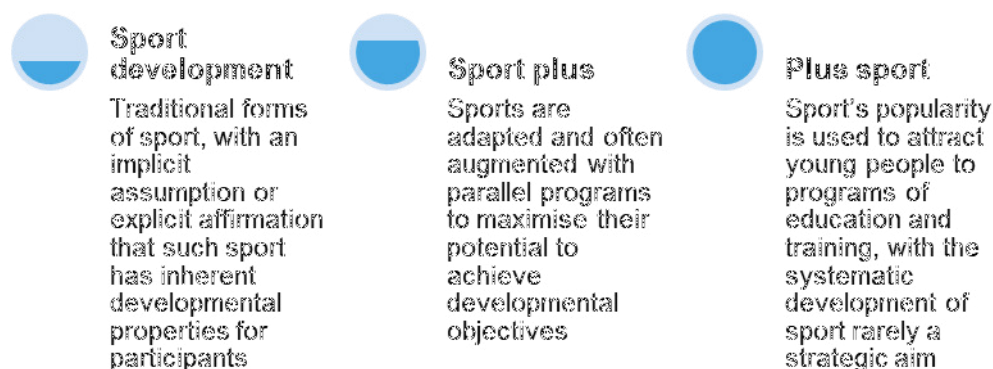 Sport
development
Traditional forms
of sport, with an
implicit
assumption or
explicit affirmation
that such sport
has inherent
developmental
properties for
participants
Sport plus
Sports are
adapted and often
augmented with
parallel programs
to maximise their
potential to
achieve
developmental
objectives
Plus sport
Sport's popularity
is used to attract
young people to
programs of
education and
training, with the
systematic
development of
sport rarely a
strategic aim